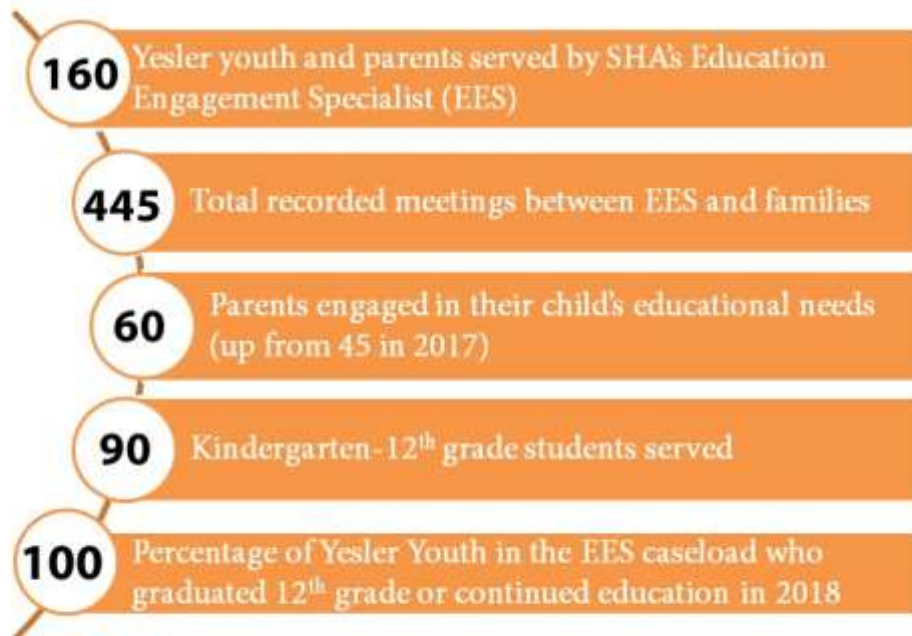 160
Yesler youth and parents served by SHA's Education
Engagement Specialist (EES)
445
Total recorded meetings between EES and families
60
Parents engaged in their child's educational needs
(up from 45 in 2017)
90
Kindergarten-12th grade students served
100
Percentage of Yesler Youth in the EES caseload who
graduated 12th grade or continued education in 2018